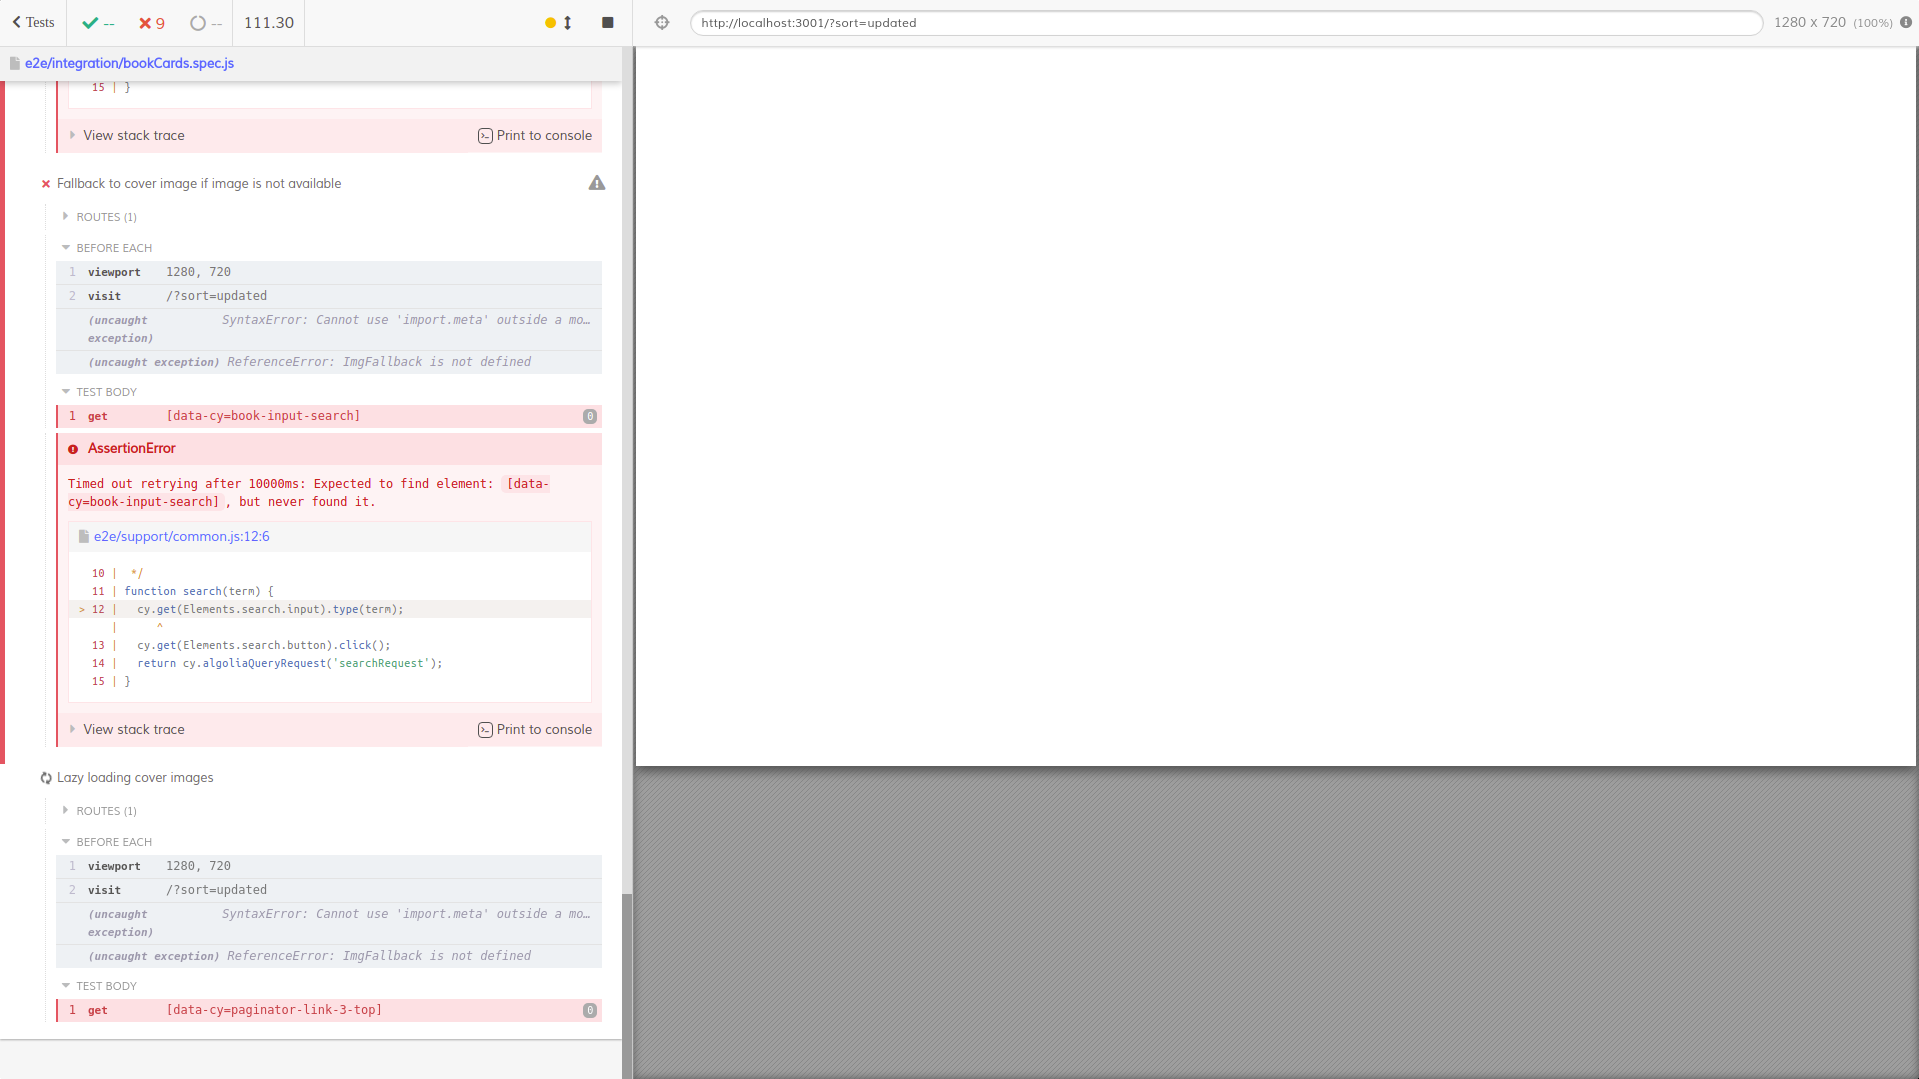 Tests -- 9 -- 111.30
http://localhost:3001/?sort=updated 1280 x 720 (100%)
e2e/integration/bookCards.spec.js
15 | }
View stack trace Print to console
Fallback to cover image if image is not available
ROUTES (1)
BEFORE EACH
1 viewport 1280, 720
2 visit /?sort=updated
(uncaught exception) SyntaxError: Cannot use 'import.meta' outside a mo…
(uncaught exception) ReferenceError: ImgFallback is not defined
TEST BODY
1 get [data-cy=book-input-search] 0
AssertionError
Timed out retrying after 10000ms: Expected to find element: [data-
cy=book-input-search] , but never found it.
e2e/support/common.js:12:6
10 | */
11 | function search(term) {
> 12 | cy.get(Elements.search.input).type(term);
| ^
13 | cy.get(Elements.search.button).click();
14 | return cy.algoliaQueryRequest('searchRequest');
15 | }
View stack trace Print to console
Lazy loading cover images
ROUTES (1)
BEFORE EACH
1 viewport 1280, 720
2 visit /?sort=updated
(uncaught exception) SyntaxError: Cannot use 'import.meta' outside a mo…
(uncaught exception) ReferenceError: ImgFallback is not defined
TEST BODY
1 get [data-cy=paginator-link-3-top] 0